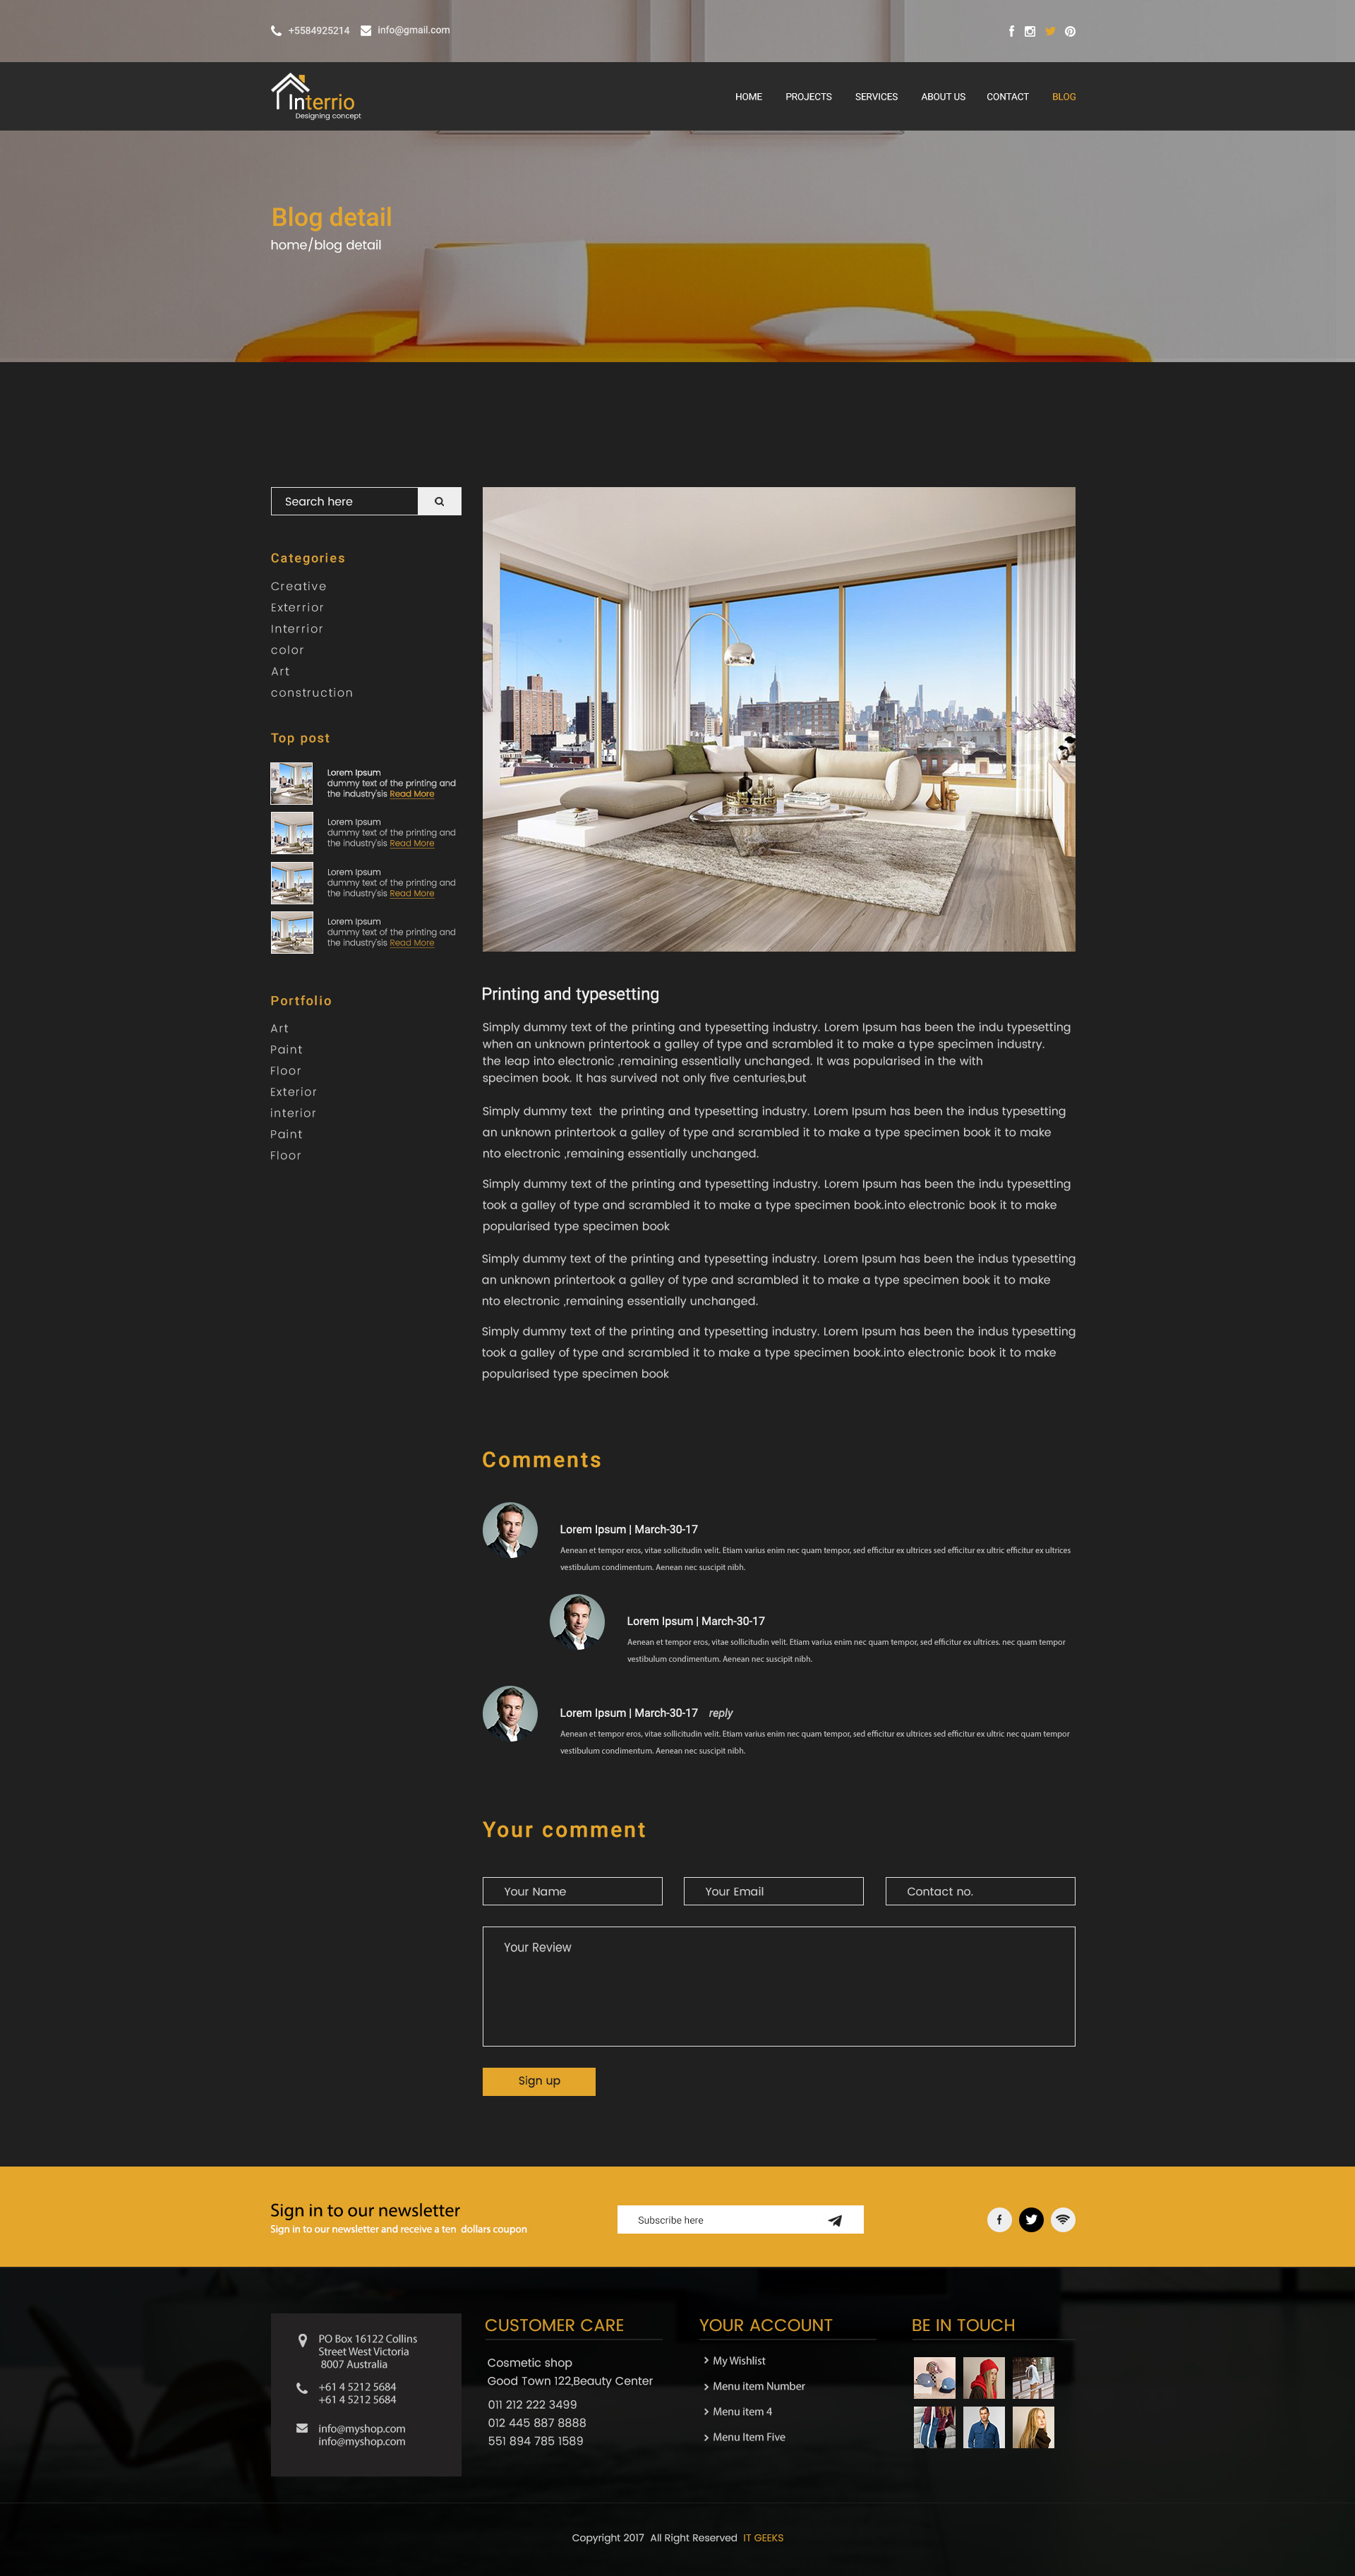 +5584925214 info@gmail.com
Interrio
Designing concept
HOME PROJECTS SERVICES ABOUT US CONTACT BLOG
Blog detail
home/blog detail
Search here
Categories
Creative
Exterrior
Interrior
color
Art
construction
Top post
Lorem Ipsum
dummy text of the printing and
the industry'sis Read More
Lorem Ipsum
dummy text of the printing and
the industry'sis Read More
Lorem Ipsum
dummy text of the printing and
the industry'sis Read More
Lorem Ipsum
dummy text of the printing and
the industry'sis Read More
Portfolio
Art
Paint
Floor
Exterior
interior
Paint
Floor
Printing and typesetting
Simply dummy text of the printing and typesetting industry. Lorem Ipsum has been the indu typesetting
when an unknown printertook a galley of type and scrambled it to make a type specimen industry.
the leap into electronic ,remaining essentially unchanged. It was popularised in the with
specimen book. It has survived not only five centuries,but
Simply dummy text the printing and typesetting industry. Lorem Ipsum has been the indus typesetting
an unknown printertook a galley of type and scrambled it to make a type specimen book it to make
nto electronic ,remaining essentially unchanged.
Simply dummy text of the printing and typesetting industry. Lorem Ipsum has been the indu typesetting
took a galley of type and scrambled it to make a type specimen book.into electronic book it to make
popularised type specimen book
Simply dummy text of the printing and typesetting industry. Lorem Ipsum has been the indus typesetting
an unknown printertook a galley of type and scrambled it to make a type specimen book it to make
nto electronic ,remaining essentially unchanged.
Simply dummy text of the printing and typesetting industry. Lorem Ipsum has been the indus typesetting
took a galley of type and scrambled it to make a type specimen book.into electronic book it to make
popularised type specimen book
Comments
Lorem Ipsum | March-30-17
Aenean et tempor eros, vitae sollicitudin velit. Etiam varius enim nec quam tempor, sed efficitur ex ultrices sed efficitur ex ultric efficitur ex ultrices
vestibulum condimentum. Aenean nec suscipit nibh.
Lorem Ipsum | March-30-17
Aenean et tempor eros, vitae sollicitudin velit. Etiam varius enim nec quam tempor, sed efficitur ex ultrices. nec quam tempor
vestibulum condimentum. Aenean nec suscipit nibh.
Lorem Ipsum | March-30-17 reply
Aenean et tempor eros, vitae sollicitudin velit. Etiam varius enim nec quam tempor, sed efficitur ex ultrices sed efficitur ex ultric nec quam tempor
vestibulum condimentum. Aenean nec suscipit nibh.
Your comment
Your Name Your Email Contact no.
Your Review
Sign up
Sign in to our newsletter
Sign in to our newsletter and receive a ten dollars coupon
Subscribe here
PO Box 16122 Collins
Street West Victoria
8007 Australia
+61 4 5212 5684
+61 4 5212 5684
info@myshop.com
info@myshop.com
CUSTOMER CARE
Cosmetic shop
Good Town 122,Beauty Center
011 212 222 3499
012 445 887 8888
551 894 785 1589
YOUR ACCOUNT
My Wishlist
Menu item Number
Menu item 4
Menu Item Five
BE IN TOUCH
Copyright 2017 All Right Reserved IT GEEKS